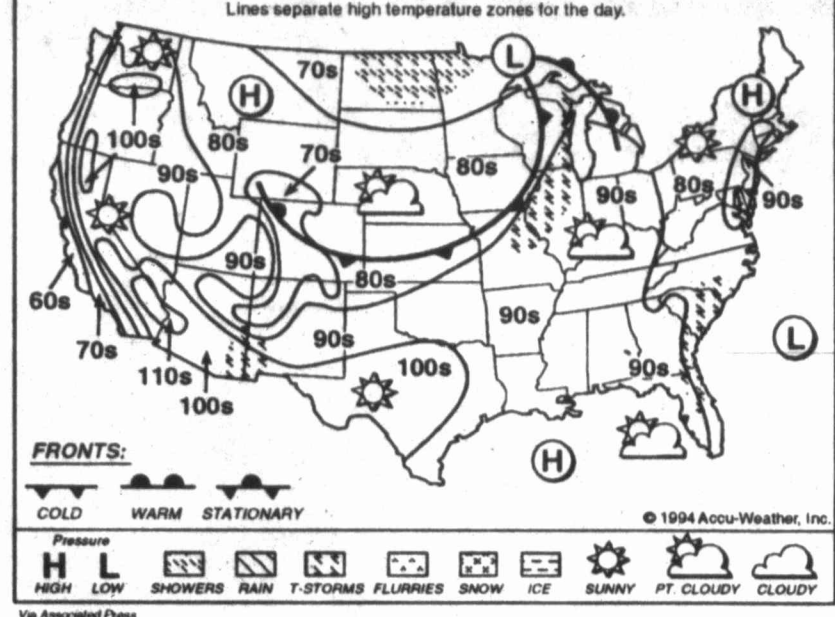 Lines separate high temperature zones for the day.
70s
L
H
H
100s
80s
70s
90s
80s
90s
80s
90s
90s
80s
60s
90s
90s
70s
100s
90s
L
110s
100s
H
FRONTS:
COLD WARM STATIONARY
© 1994 Accu-Weather, Inc.
Pressure
H L
HIGH LOW SHOWERS RAIN T-STORMS FLURRIES SNOW ICE SUNNY PT. CLOUDY CLOUDY
Via Associated Press